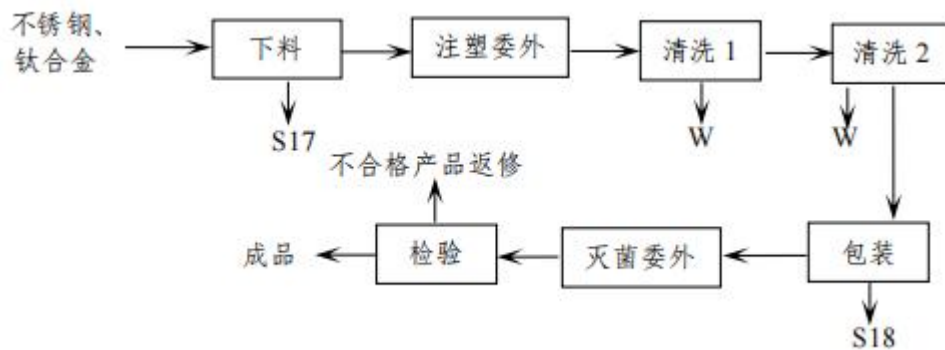 不锈钢、
钛合金
下料
注塑委外
清洗 1
清洗 2
S17
W
W
不合格产品返修
成品
检验
灭菌委外
包装
S18